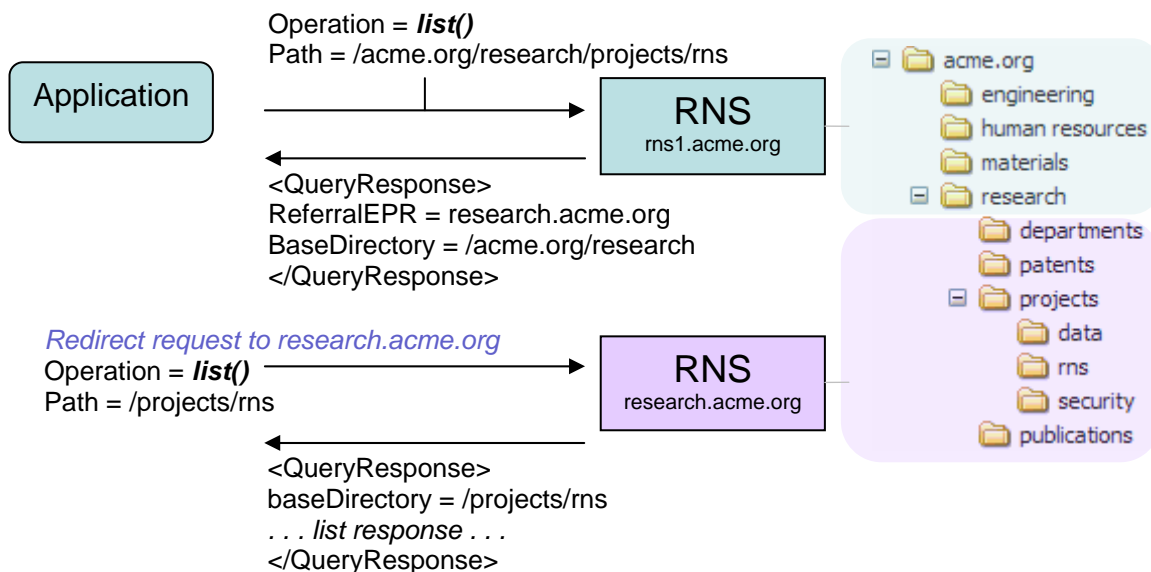 Operation = list()
Path = /acme.org/research/projects/rns
Application
RNS
rns1.acme.org
<QueryResponse>
ReferralEPR = research.acme.org
BaseDirectory = /acme.org/research
</QueryResponse>
acme.org
engineering
human resources
materials
research
departments
patents
projects
data
rns
security
publications
Redirect request to research.acme.org
Operation = list()
Path = /projects/rns
RNS
research.acme.org
<QueryResponse>
baseDirectory = /projects/rns
. . . list response . . .
</QueryResponse>